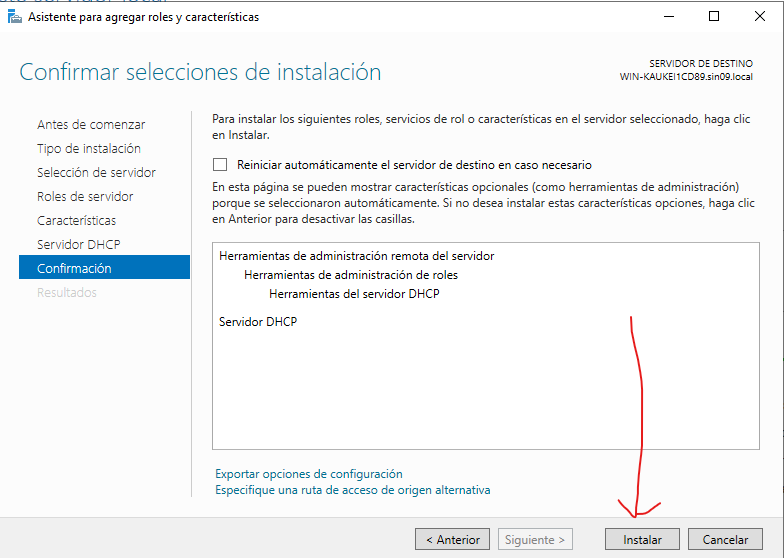 Asistente para agregar roles y características
Confirmar selecciones de instalación
SERVIDOR DE DESTINO
WIN-KAUKEI1CD89.sin09.local
Antes de comenzar
Tipo de instalación
Selección de servidor
Roles de servidor
Características
Servidor DHCP
Confirmación
Resultados
Para instalar los siguientes roles, servicios de rol o características en el servidor seleccionado, haga clic
en Instalar.
Reiniciar automáticamente el servidor de destino en caso necesario
En esta página se pueden mostrar características opcionales (como herramientas de administración)
porque se seleccionaron automáticamente. Si no desea instalar estas características opciones, haga clic
en Anterior para desactivar las casillas.
Herramientas de administración remota del servidor
Herramientas de administración de roles
Herramientas del servidor DHCP
Servidor DHCP
Exportar opciones de configuración
Especifique una ruta de acceso de origen alternativa
< Anterior
Siguiente >
Instalar
Cancelar